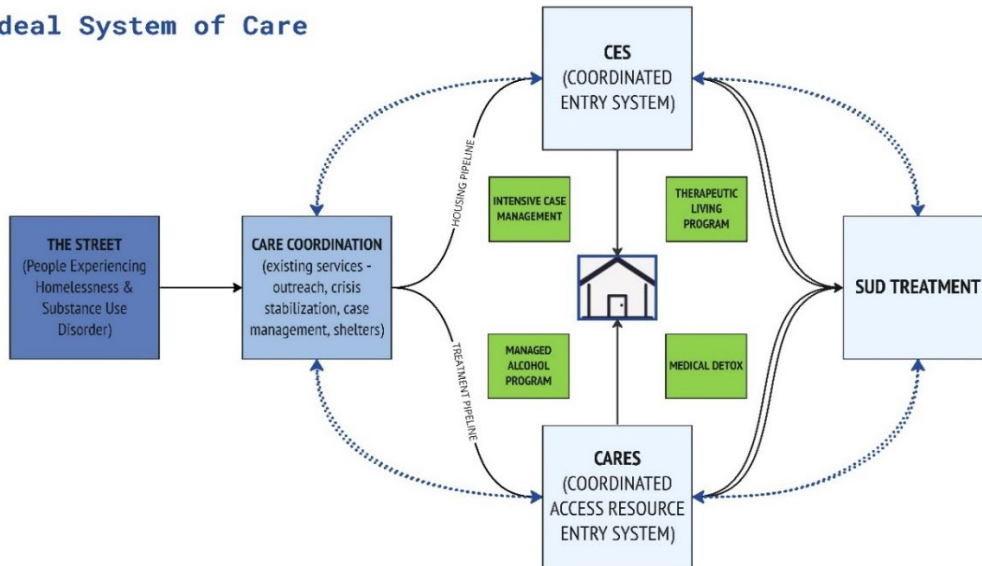 deal System of Care
CES
(COORDINATED
ENTRY SYSTEM)
HOUSING PIPELINE
INTENSIVE CASE
MANAGEMENT
THERAPEUTIC
LIVING
PROGRAM
THE STREET
(People Experiencing
Homelessness &
Substance Use
Disorder)
CARE COORDINATION
(existing services -
outreach, crisis
stabilization, case
management, shelters)
SUD TREATMENT
MANAGED
ALCOHOL
PROGRAM
MEDICAL DETOX
TREATMENT PIPELINE
CARES
(COORDINATED
ACCESS RESOURCE
ENTRY SYSTEM)